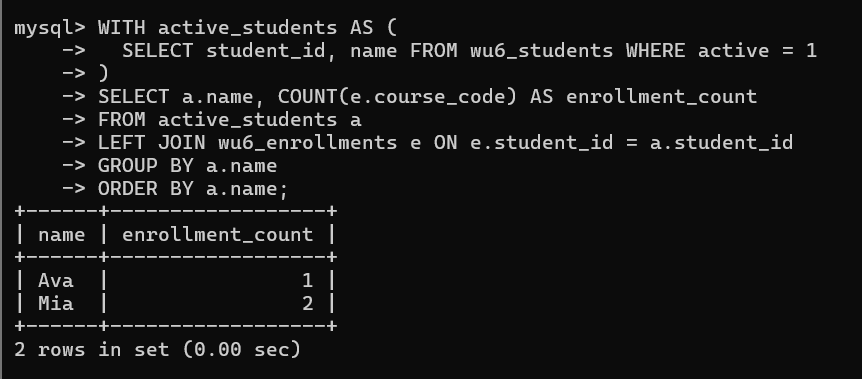 mysql> WITH active_students AS (
    ->   SELECT student_id, name FROM wu6_students WHERE active = 1
    -> )
    -> SELECT a.name, COUNT(e.course_code) AS enrollment_count
    -> FROM active_students a
    -> LEFT JOIN wu6_enrollments e ON e.student_id = a.student_id
    -> GROUP BY a.name
    -> ORDER BY a.name;
+------+------------------+
| name | enrollment_count |
+------+------------------+
| Ava  |                1 |
| Mia  |                2 |
+------+------------------+
2 rows in set (0.00 sec)